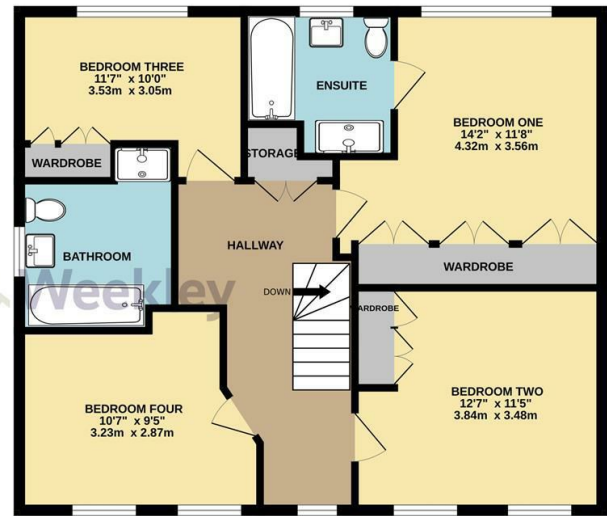 BEDROOM THREE
11'7" x 10'0"
3.53m x 3.05m
ENSUITE
BEDROOM ONE
14'2" x 11'8"
4.32m x 3.56m
STORAGE
WARDROBE
HALLWAY
BATHROOM
WARDROBE
Weekley
DOWN
WARDROBE
BEDROOM TWO
12'7" x 11'5"
3.84m x 3.48m
BEDROOM FOUR
10'7" x 9'5"
3.23m x 2.87m